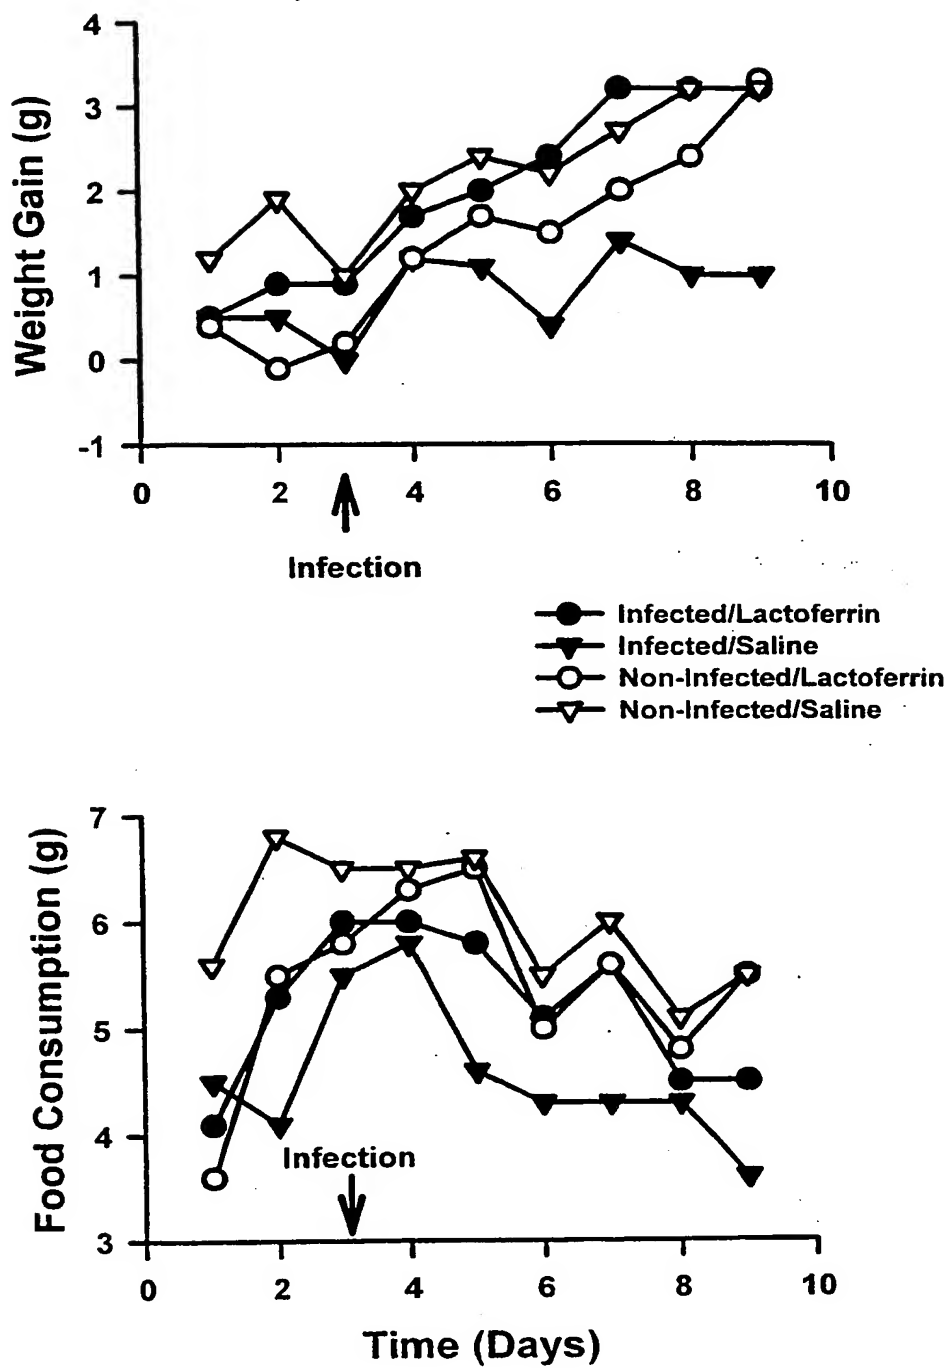 4
3
2
1
0
-1
Weight Gain (g)
0 2 4 6 8 10
Infection
Infected/Lactoferrin
Infected/Saline
Non-Infected/Lactoferrin
Non-Infected/Saline
7
6
5
4
3
Food Consumption (g)
Infection
0 2 4 6 8 10
Time (Days)